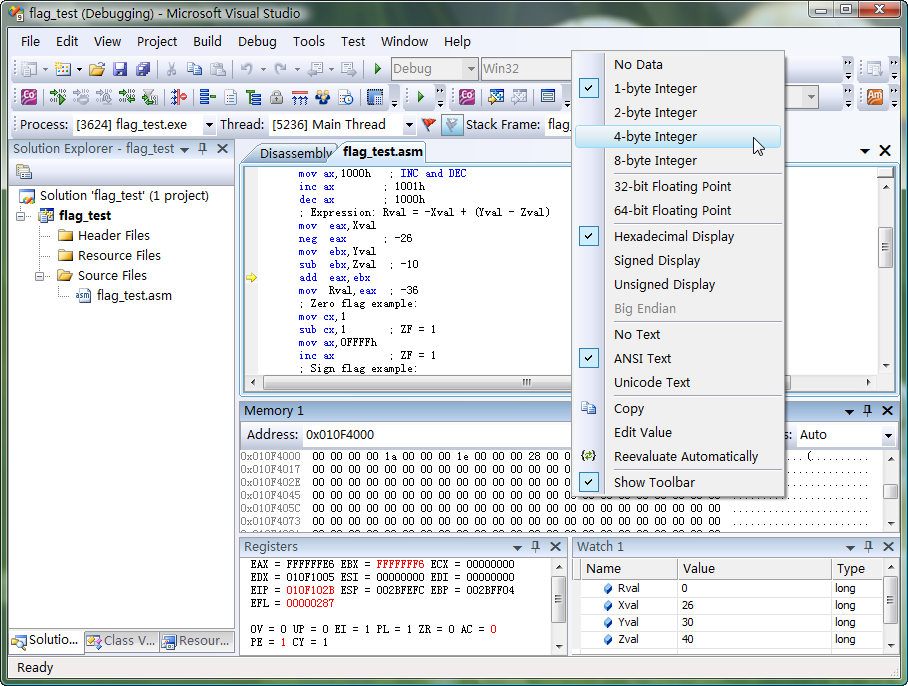 flag_test (Debugging) - Microsoft Visual Studio
File Edit View Project Build Debug Tools Test Window Help
Debug Win32
Process: [3624] flag_test.exe Thread: [5236] Main Thread Stack Frame: flag_
Solution Explorer - flag_test
Solution 'flag_test' (1 project)
flag_test
Header Files
Resource Files
Source Files
asm flag_test.asm
Solutio... Class V... Resour...
Disassembly flag_test.asm
mov ax,1000h ; INC and DEC
inc ax ; 1001h
dec ax ; 1000h
; Expression: Rval = -Xval + (Yval - Zval)
mov eax,Xval
neg eax ; -26
mov ebx,Yval
sub ebx,Zval ; -10
add eax,ebx
mov Rval,eax ; -36
; Zero flag example:
mov cx,1
sub cx,1 ; ZF = 1
mov ax,0FFFFh
inc ax ; ZF = 1
; Sign flag example:
No Data
1-byte Integer
2-byte Integer
4-byte Integer
8-byte Integer
32-bit Floating Point
64-bit Floating Point
Hexadecimal Display
Signed Display
Unsigned Display
Big Endian
No Text
ANSI Text
Unicode Text
Copy
Edit Value
Reevaluate Automatically
Show Toolbar
Memory 1
Address: 0x010F4000 s: Auto
0x010F4000 00 00 00 00 1a 00 00 00 1e 00 00 00 28 00 0
0x010F4017 00 00 00 00 00 00 00 00 00 00 00 00 00 00 0
0x010F402E 00 00 00 00 00 00 00 00 00 00 00 00 00 00 0
0x010F4045 00 00 00 00 00 00 00 00 00 00 00 00 00 00 0
0x010F405C 00 00 00 00 00 00 00 00 00 00 00 00 00 00 00 00 00 00 00 00 00 00 00 .......................
0x010F4073 00 00 00 00 00 00 00 00 00 00 00 00 00 00 00 00 00 00 00 00 00 00 00 .......................
Registers
EAX = FFFFFFE6 EBX = FFFFFFF6 ECX = 00000000
EDX = 010F1005 ESI = 00000000 EDI = 00000000
EIP = 010F102B ESP = 002BFEFC EBP = 002BFF04
EFL = 00000287
OV = 0 UP = 0 EI = 1 PL = 1 ZR = 0 AC = 0
PE = 1 CY = 1
Watch 1
Name Value Type
Rval 0 long
Xval 26 long
Yval 30 long
Zval 40 long
Ready